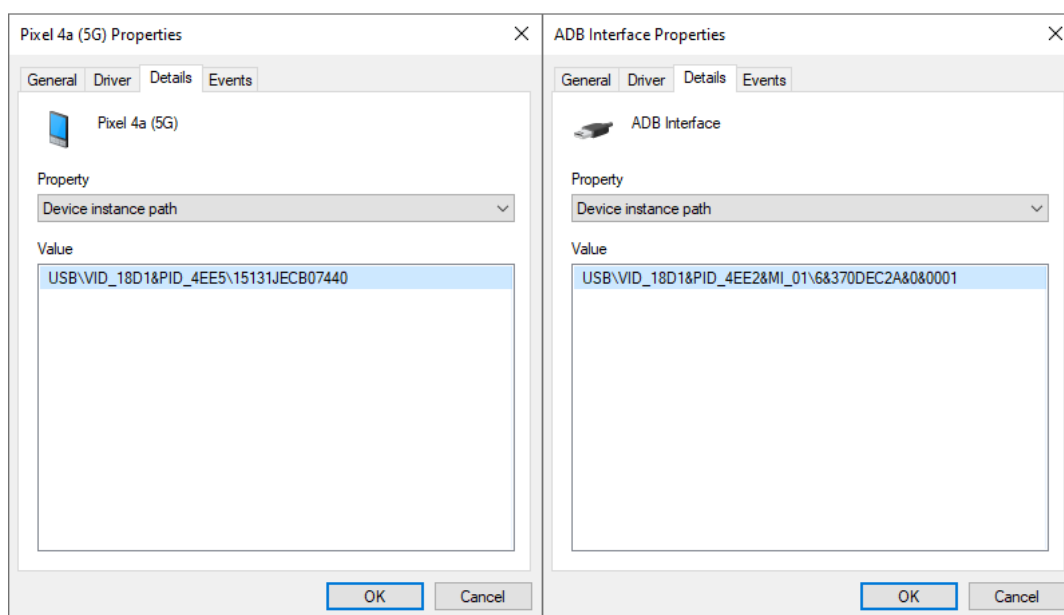 Pixel 4a (5G) Properties
General Driver Details Events
Pixel 4a (5G)
Property
Device instance path
Value
USB\VID_18D1&PID_4EE5\15131JECB07440
OK Cancel
ADB Interface Properties
General Driver Details Events
ADB Interface
Property
Device instance path
Value
USB\VID_18D1&PID_4EE2&MI_01\6&370DEC2A&0&0001
OK Cancel